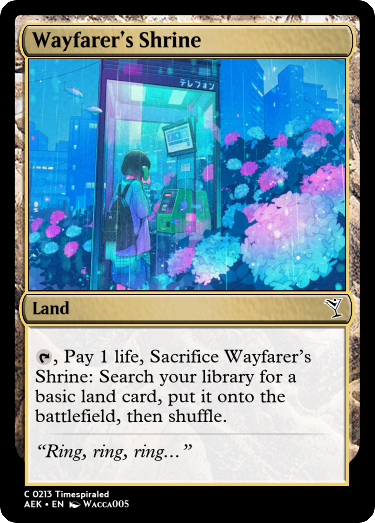 Wayfarer's Shrine
テレフォン
Land
, Pay 1 life, Sacrifice Wayfarer's
Shrine: Search your library for a
basic land card, put it onto the
battlefield, then shuffle.
“Ring, ring, ring...”
C 0213 Timespiraled
AEK • EN Wacca005